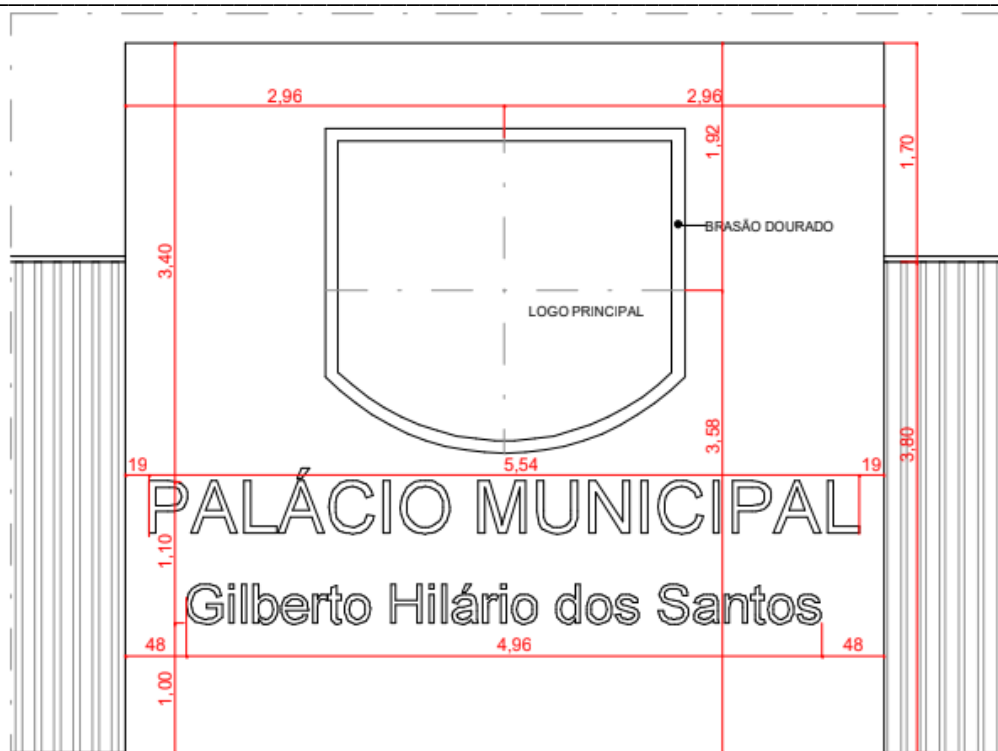 2,96 2,96
1,92
1,70
BRASÃO DOURADO
3,40
LOGO PRINCIPAL
3,58
3,80
19 5,54 19
PALÁCIO MUNICIPAL
1,10
Gilberto Hilário dos Santos
48 4,96 48
1,00